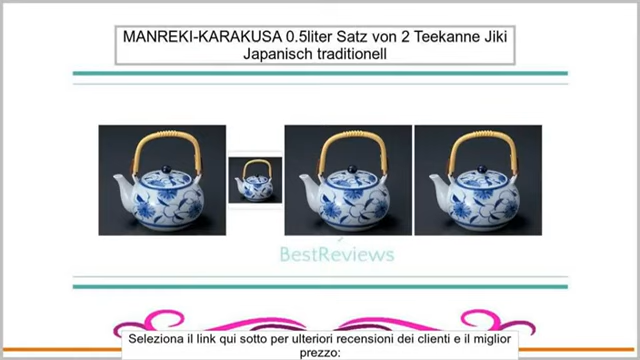 MANREKI-KARAKUSA 0.5liter Satz von 2 Teekanne Jiki
Japanisch traditionell
BestReviews
Seleziona il link qui sotto per ulteriori recensioni dei clienti e il miglior
prezzo: